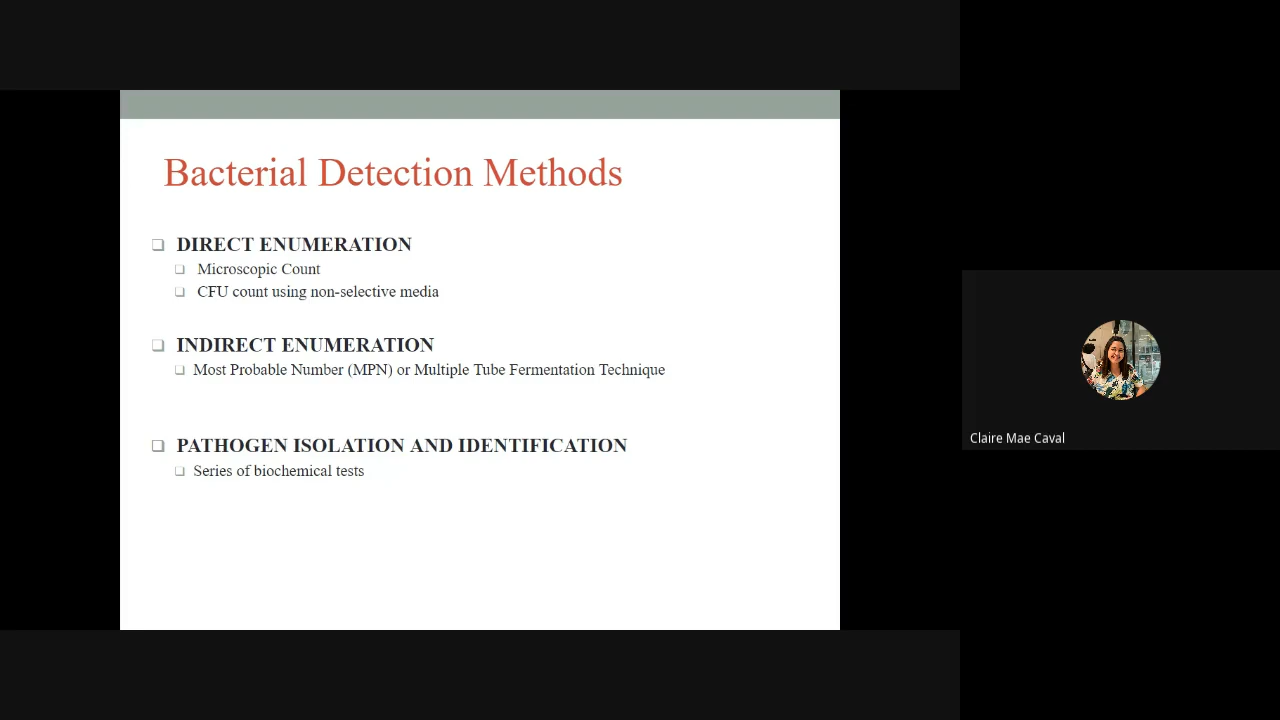 Bacterial Detection Methods
DIRECT ENUMERATION
Microscopic Count
CFU count using non-selective media
INDIRECT ENUMERATION
Most Probable Number (MPN) or Multiple Tube Fermentation Technique
PATHOGEN ISOLATION AND IDENTIFICATION
Series of biochemical tests
Claire Mae Caval